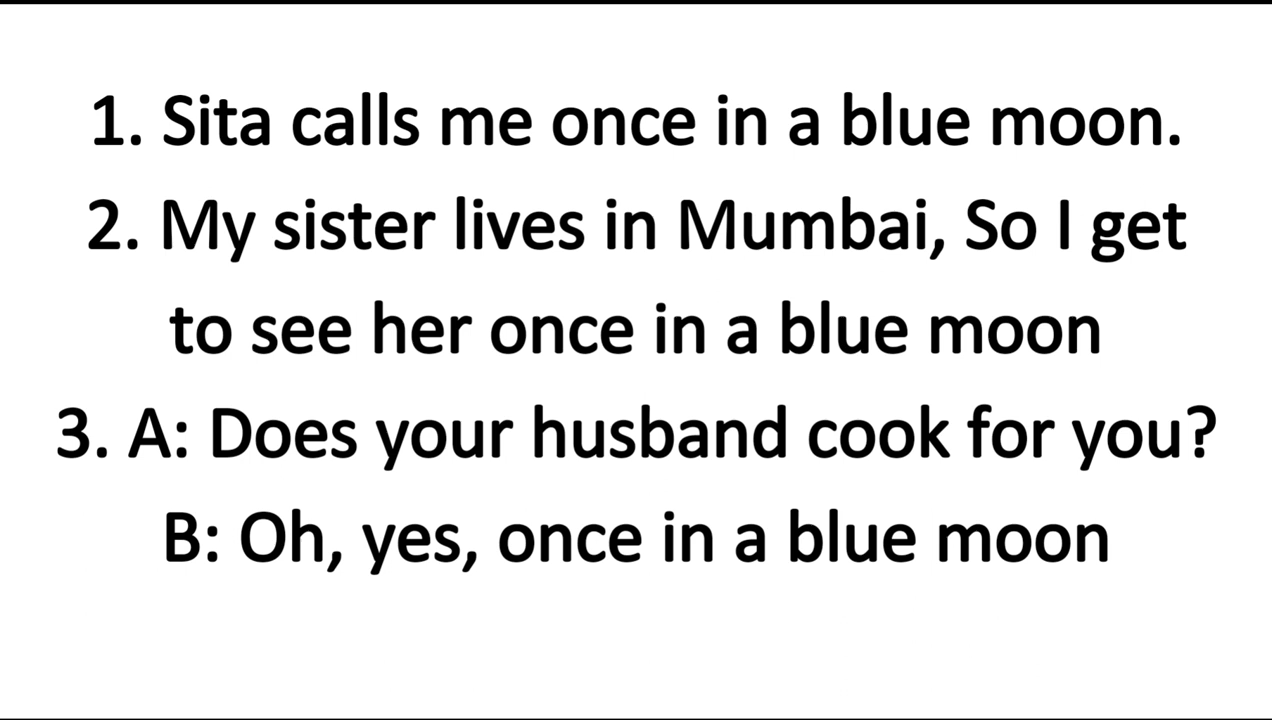 1. Sita calls me once in a blue moon.
2. My sister lives in Mumbai, So I get
to see her once in a blue moon
3. A: Does your husband cook for you?
B: Oh, yes, once in a blue moon